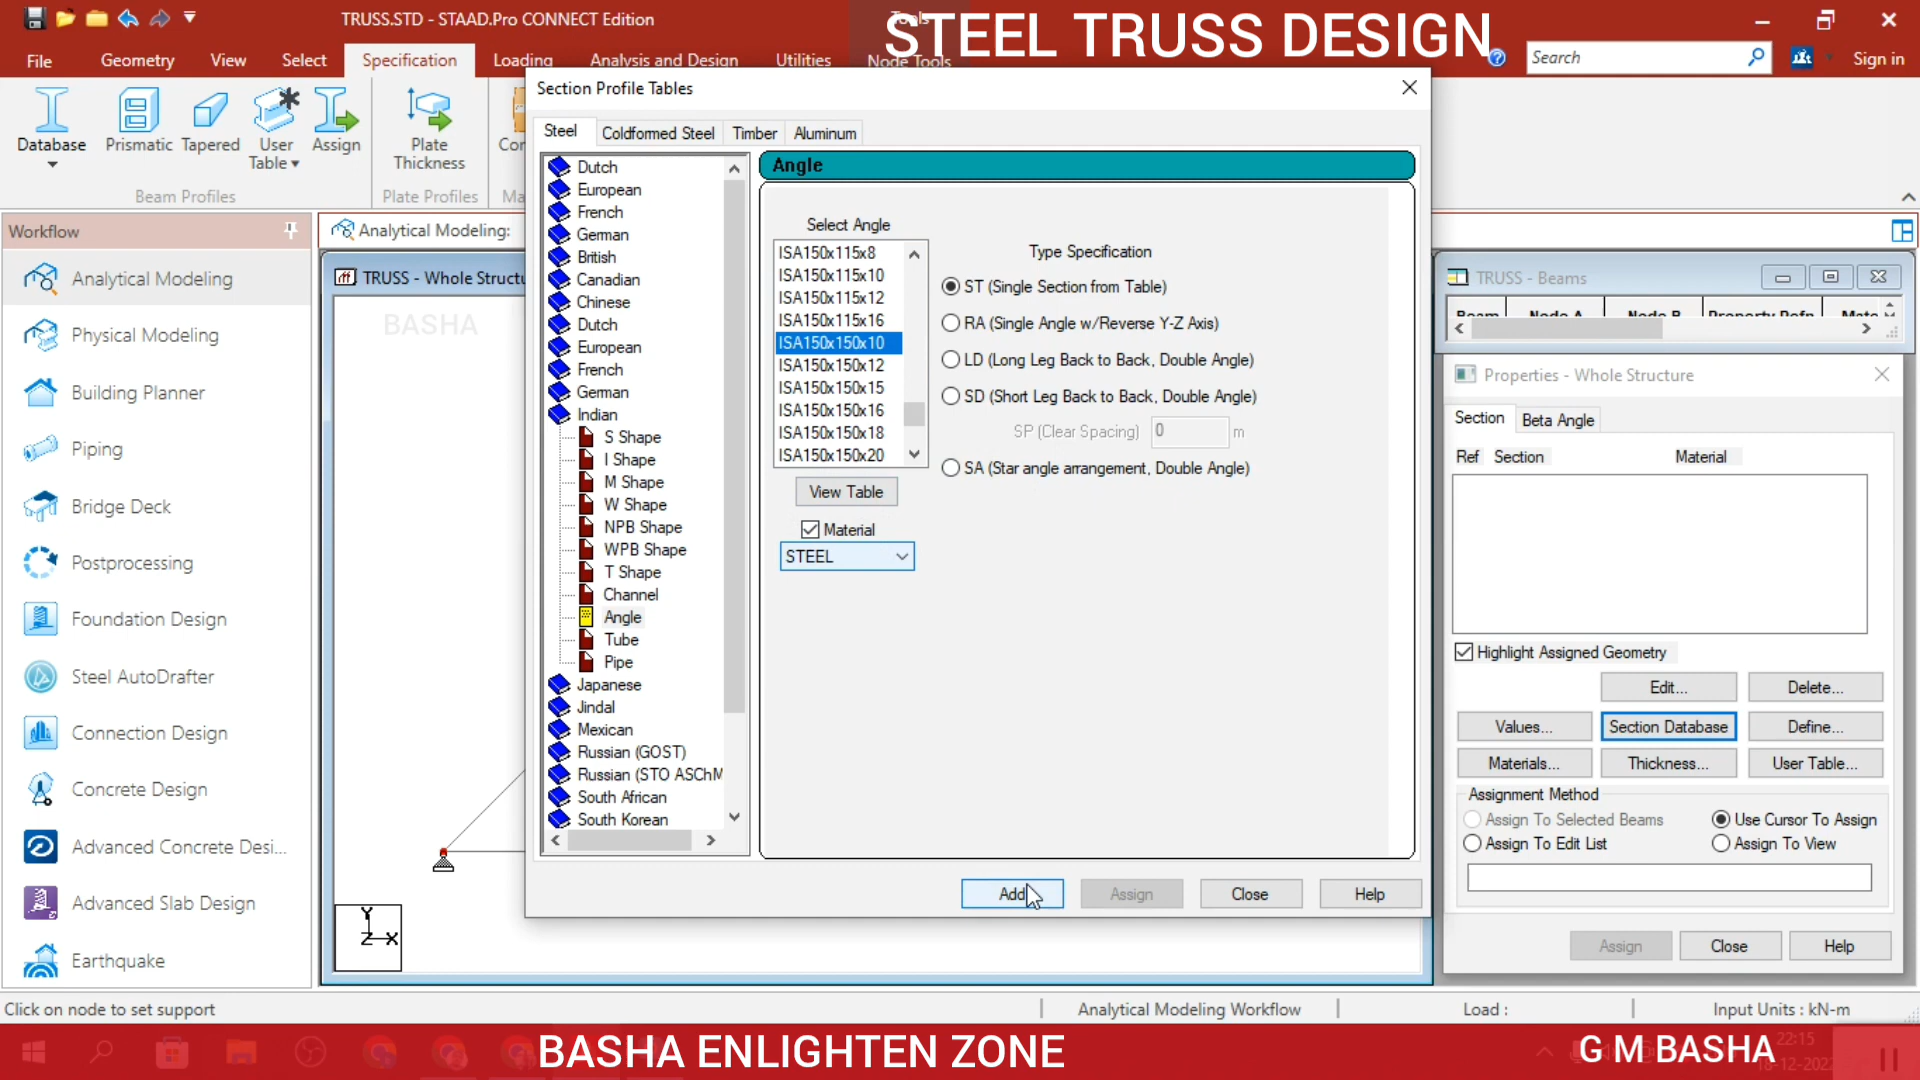 TRUSS.STD - STAAD.Pro CONNECT Edition
STEEL TRUSS DESIGN
File
Geometry
View
Select
Specification
Loading
Analysis and Design
Utilities
Node Tools
Search
Sign in
Database
Prismatic
Tapered
User
Table
Assign
Plate
Thickness
Beam Profiles
Plate Profiles
Workflow
Analytical Modeling
Physical Modeling
Building Planner
Piping
Bridge Deck
Postprocessing
Foundation Design
Steel AutoDrafter
Connection Design
Concrete Design
Advanced Concrete Desi...
Advanced Slab Design
Earthquake
Analytical Modeling:
TRUSS - Whole Structu
BASHA
Y
Z X
Section Profile Tables
Steel
Coldformed Steel
Timber
Aluminum
Dutch
European
French
German
British
Canadian
Chinese
Dutch
European
French
German
Indian
S Shape
I Shape
M Shape
W Shape
NPB Shape
WPB Shape
T Shape
Channel
Angle
Tube
Pipe
Japanese
Jindal
Mexican
Russian (GOST)
Russian (STO ASChM
South African
South Korean
Angle
Select Angle
ISA150x115x8
ISA150x115x10
ISA150x115x12
ISA150x115x16
ISA150x150x10
ISA150x150x12
ISA150x150x15
ISA150x150x16
ISA150x150x18
ISA150x150x20
View Table
Material
STEEL
Type Specification
ST (Single Section from Table)
RA (Single Angle w/Reverse Y-Z Axis)
LD (Long Leg Back to Back, Double Angle)
SD (Short Leg Back to Back, Double Angle)
SP (Clear Spacing) 0 m
SA (Star angle arrangement, Double Angle)
Add
Assign
Close
Help
TRUSS - Beams
Beam
Node A
Node B
Property Refn
Properties - Whole Structure
Section
Beta Angle
Ref Section Material
Highlight Assigned Geometry
Edit...
Delete...
Values...
Section Database
Define...
Materials...
Thickness...
User Table...
Assignment Method
Assign To Selected Beams
Use Cursor To Assign
Assign To Edit List
Assign To View
Assign
Close
Help
Click on node to set support
Analytical Modeling Workflow
Load :
Input Units : kN-m
BASHA ENLIGHTEN ZONE
G M BASHA
22:15